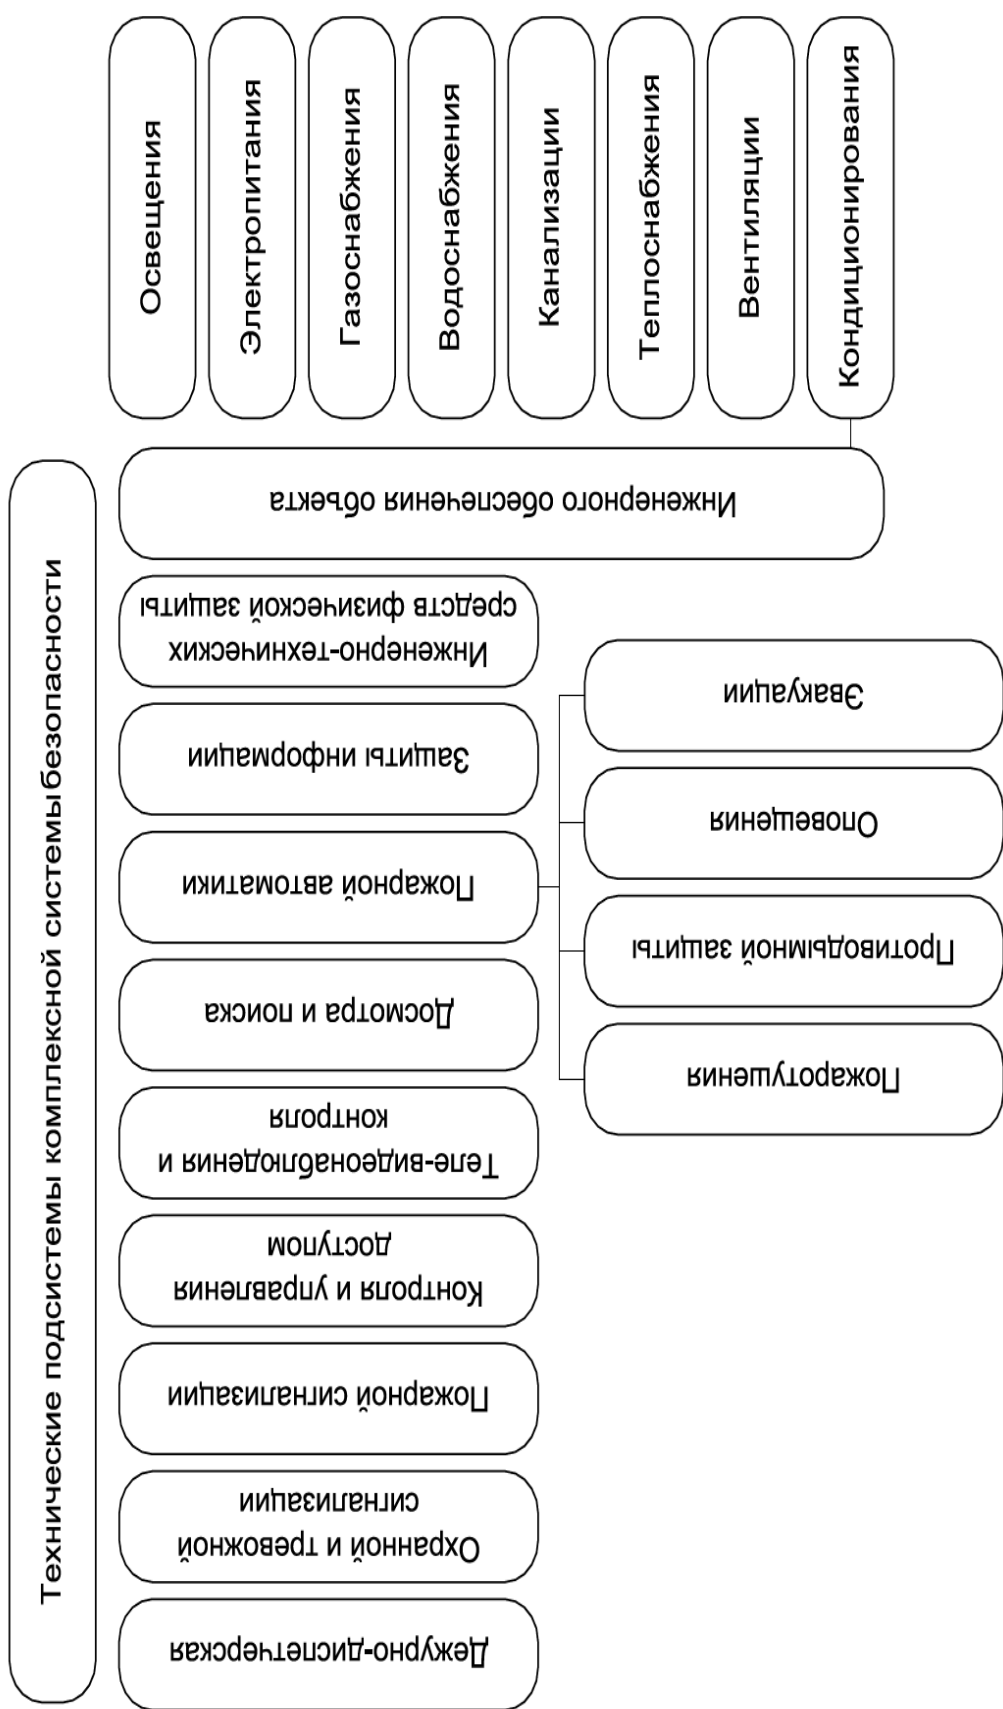 Технические подсистемы комплексной системы безопасности
Дежурно-диспетчерская
Охранной и тревожной
сигнализации
Пожарной сигнализации
Контроля и управления
доступом
Теле-видеонаблюдения и
контроля
Досмотра и поиска
Пожарной автоматики
Защиты информации
Инженерно-технических
средств физической защиты
Инженерного обеспечения объекта
Пожаротушения
Противодымной защиты
Оповещения
Эвакуации
Освещения
Электропитания
Газоснабжения
Водоснабжения
Канализации
Теплоснабжения
Вентиляции
Кондиционирования